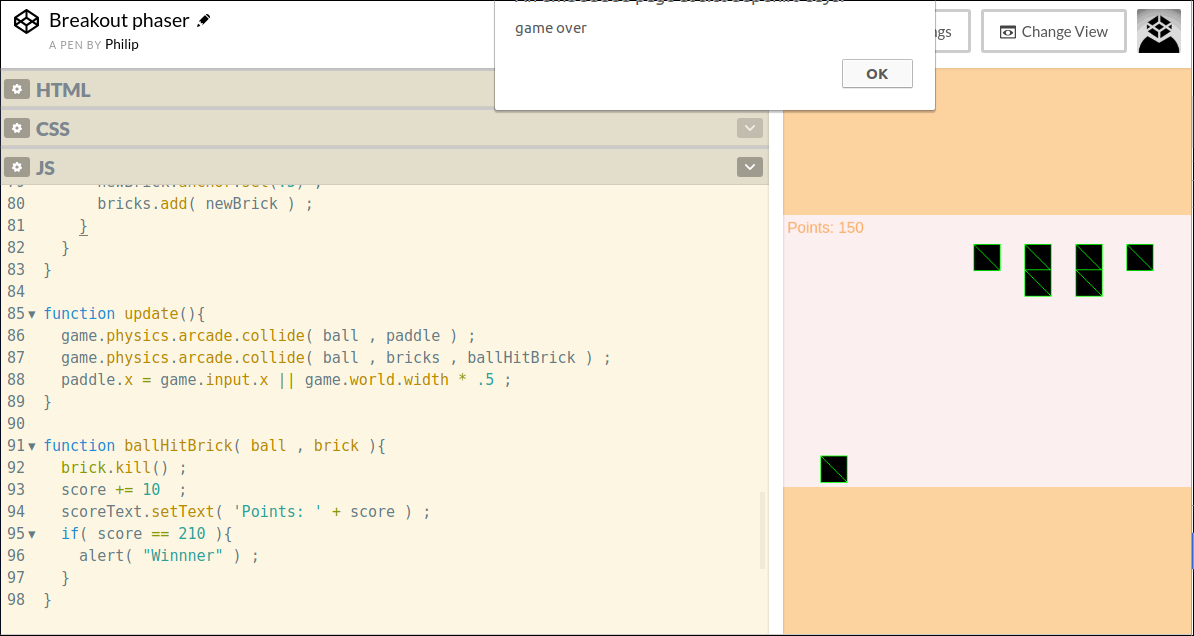 Breakout phaser
A PEN BY Philip
game over
OK
Change View
HTML
CSS
JS
80 bricks.add( newBrick ) ;
81 }
82 }
83 }
84
85 function update(){
86 game.physics.arcade.collide( ball , paddle ) ;
87 game.physics.arcade.collide( ball , bricks , ballHitBrick ) ;
88 paddle.x = game.input.x || game.world.width * .5 ;
89 }
90
91 function ballHitBrick( ball , brick ){
92 brick.kill() ;
93 score += 10  ;
94 scoreText.setText( 'Points: ' + score ) ;
95 if( score == 210 ){
96 alert( "Winnner" ) ;
97 }
98 }
Points: 150